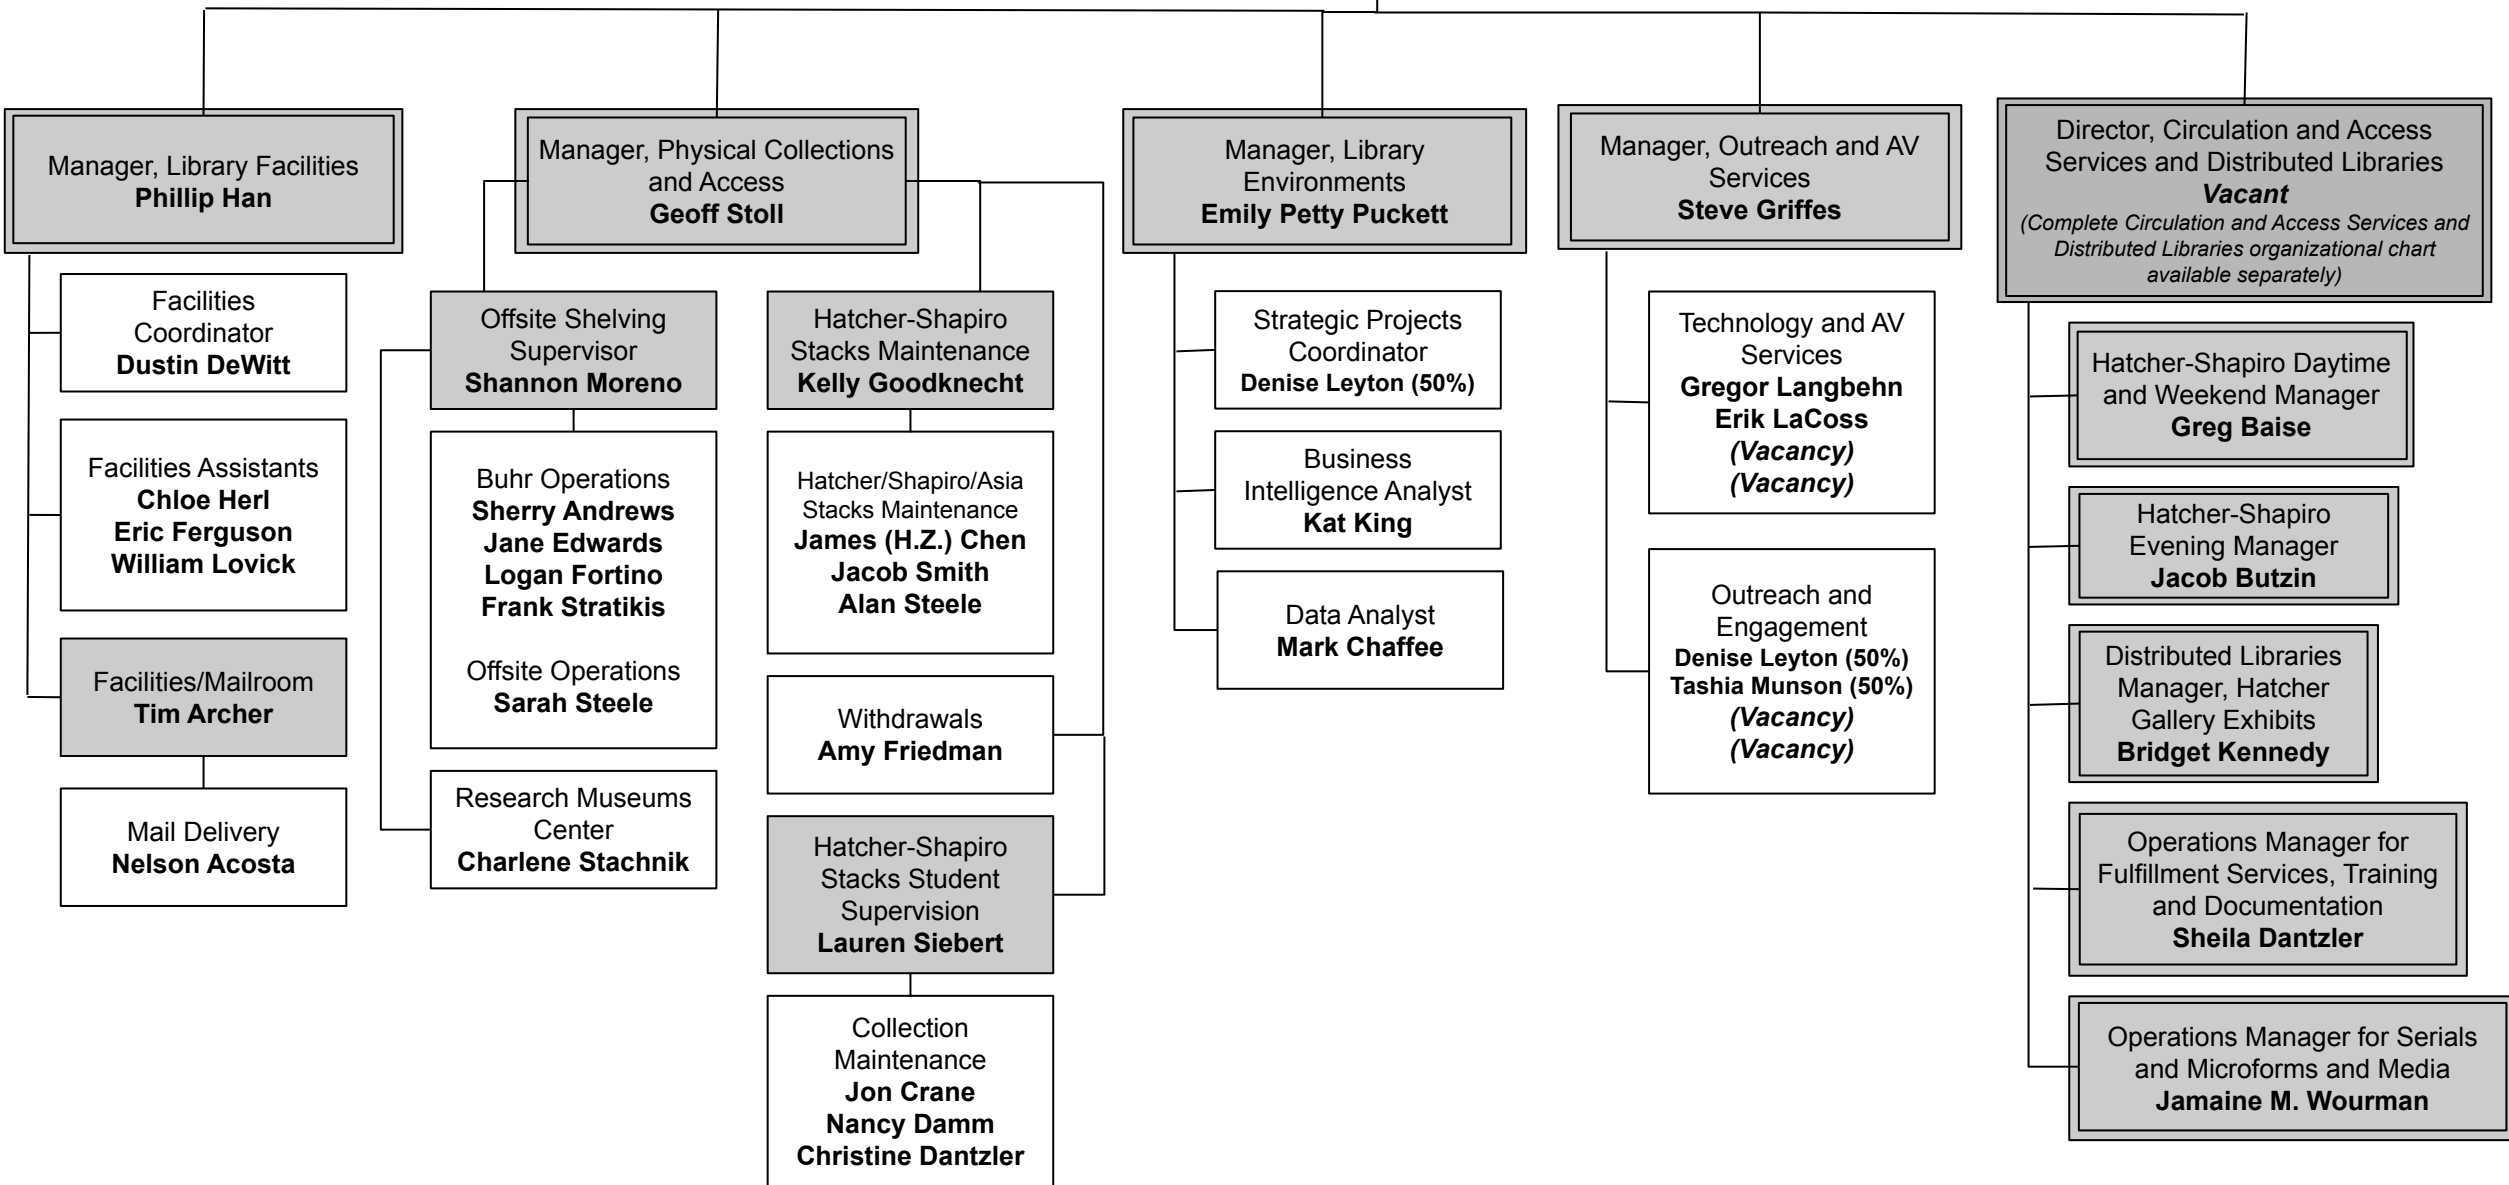 Manager, Library Facilities
Phillip Han
Facilities
Coordinator
Dustin DeWitt
Facilities Assistants
Chloe Herl
Eric Ferguson
William Lovick
Facilities/Mailroom
Tim Archer
Mail Delivery
Nelson Acosta
Manager, Physical Collections
and Access
Geoff Stoll
Offsite Shelving
Supervisor
Shannon Moreno
Buhr Operations
Sherry Andrews
Jane Edwards
Logan Fortino
Frank Stratikis
Offsite Operations
Sarah Steele
Research Museums
Center
Charlene Stachnik
Hatcher-Shapiro
Stacks Maintenance
Kelly Goodknecht
Hatcher/Shapiro/Asia
Stacks Maintenance
James (H.Z.) Chen
Jacob Smith
Alan Steele
Withdrawals
Amy Friedman
Hatcher-Shapiro
Stacks Student
Supervision
Lauren Siebert
Collection
Maintenance
Jon Crane
Nancy Damm
Christine Dantzler
Manager, Library
Environments
Emily Petty Puckett
Strategic Projects
Coordinator
Denise Leyton (50%)
Business
Intelligence Analyst
Kat King
Data Analyst
Mark Chaffee
Manager, Outreach and AV
Services
Steve Griffes
Technology and AV
Services
Gregor Langbehn
Erik LaCoss
(Vacancy)
(Vacancy)
Outreach and
Engagement
Denise Leyton (50%)
Tashia Munson (50%)
(Vacancy)
(Vacancy)
Director, Circulation and Access
Services and Distributed Libraries
Vacant
(Complete Circulation and Access Services and
Distributed Libraries organizational chart
available separately)
Hatcher-Shapiro Daytime
and Weekend Manager
Greg Baise
Hatcher-Shapiro
Evening Manager
Jacob Butzin
Distributed Libraries
Manager, Hatcher
Gallery Exhibits
Bridget Kennedy
Operations Manager for
Fulfillment Services, Training
and Documentation
Sheila Dantzler
Operations Manager for Serials
and Microforms and Media
Jamaine M. Wourman